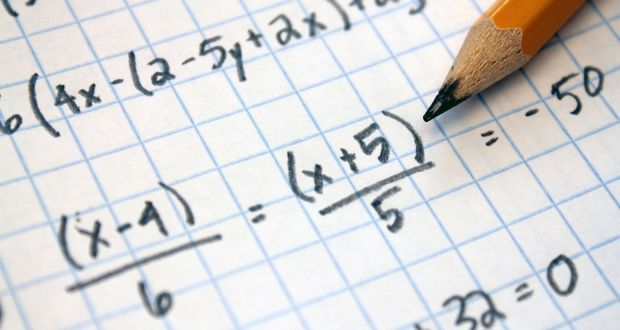 6(4x-(2-5y+2x)+
(x-4)/6 = (x+5)/5 = -50
+32=0